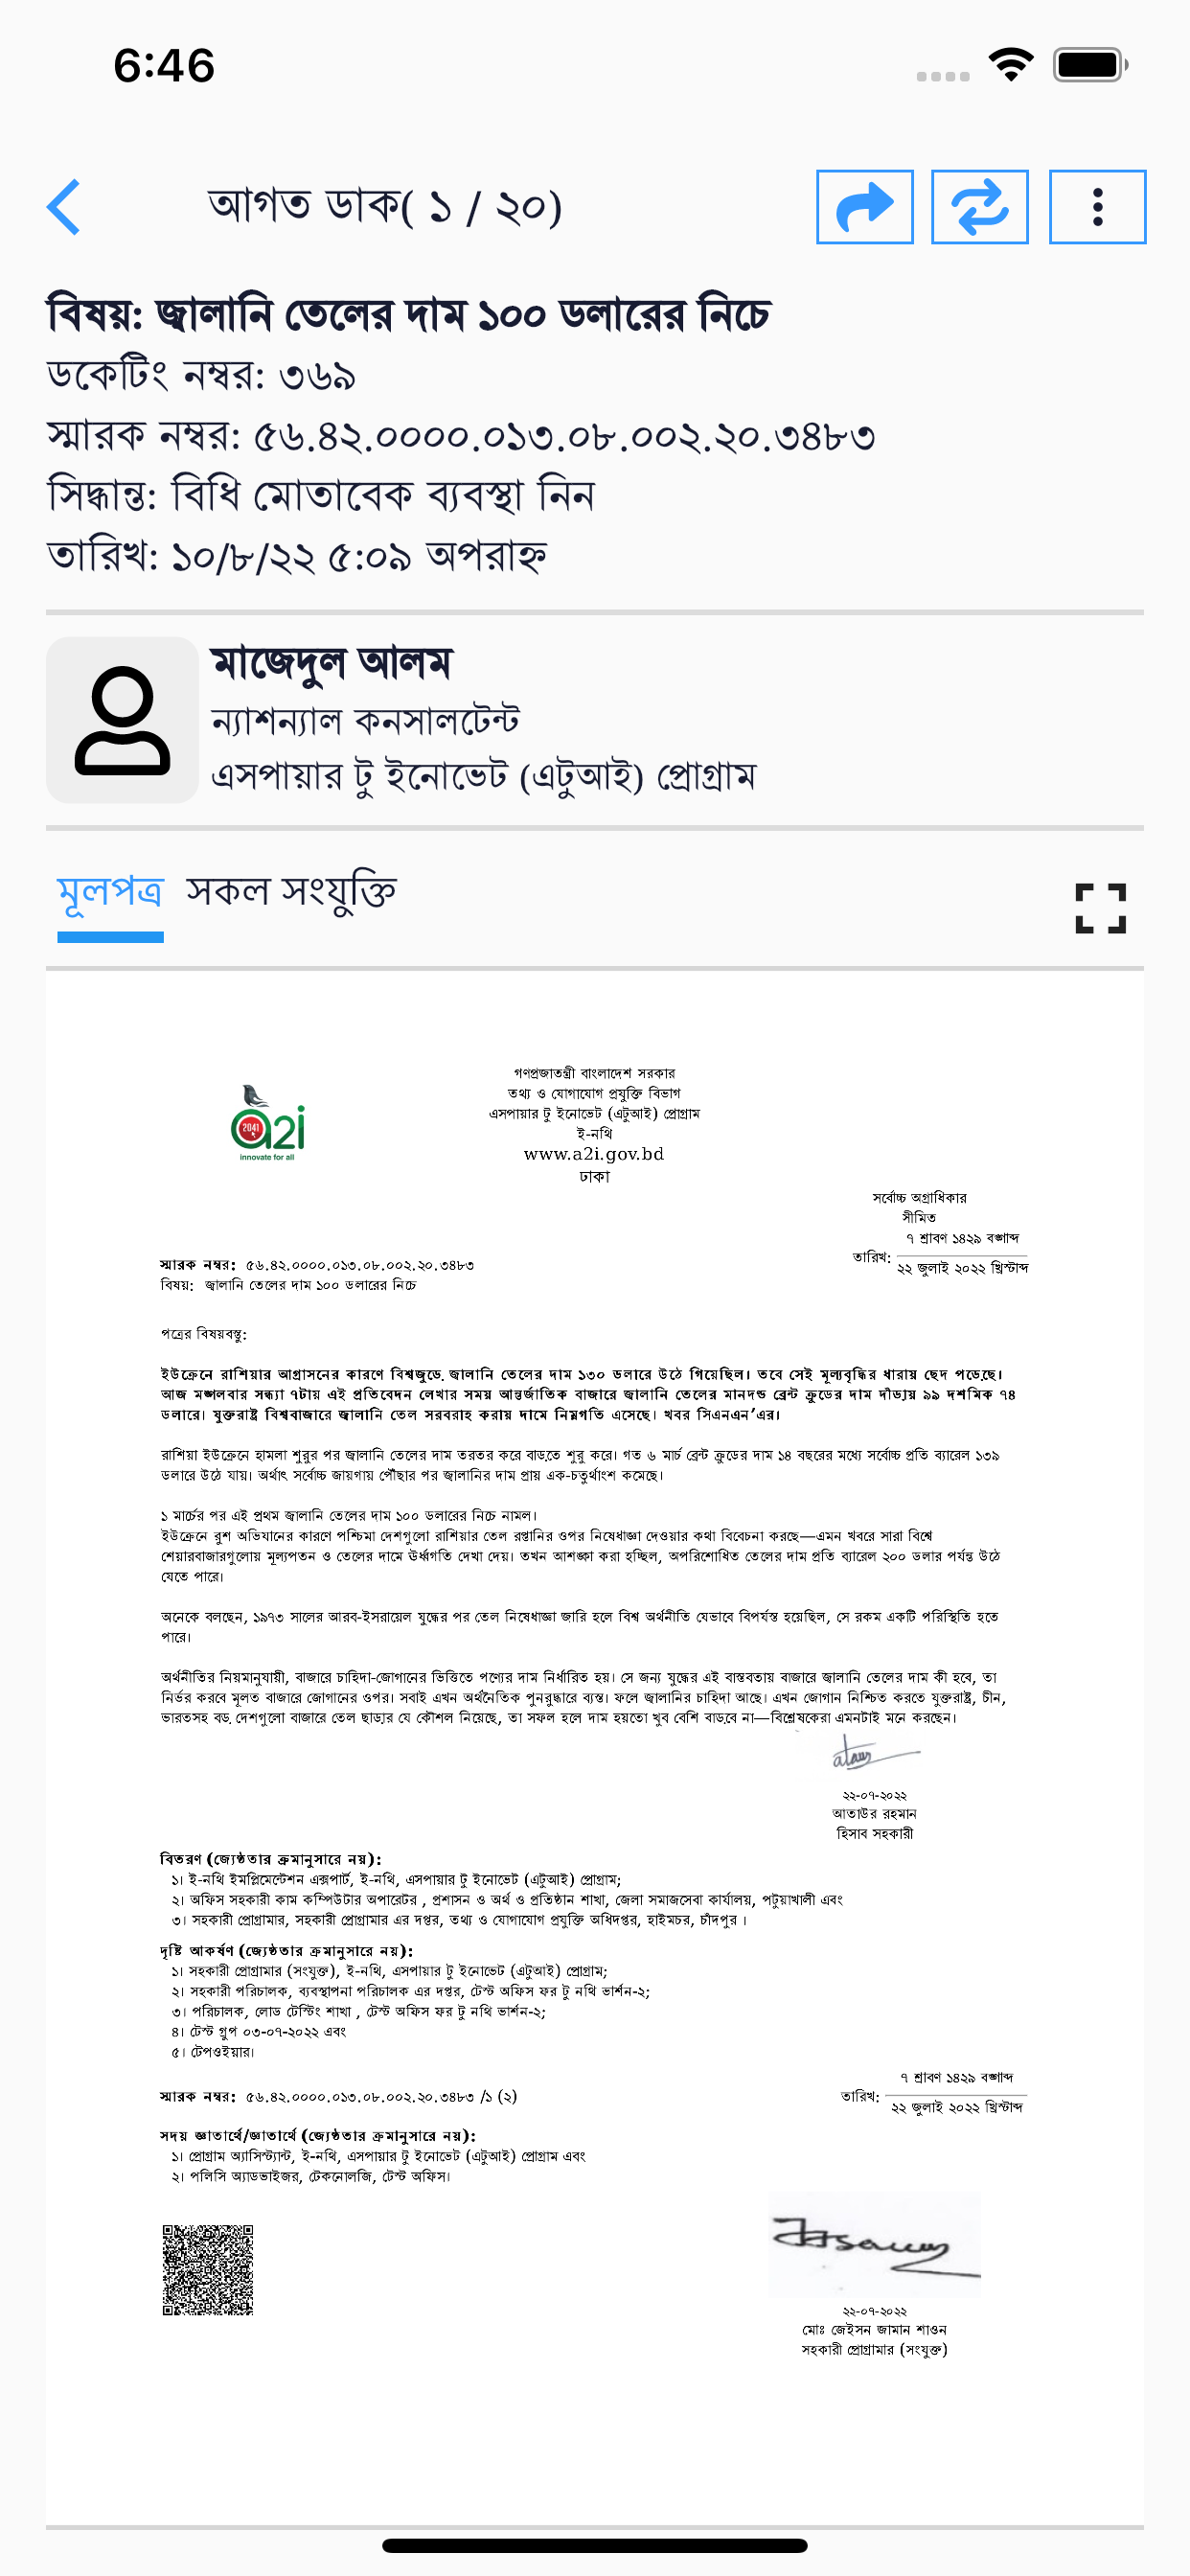 6:46
আগত ডাক( ১ / ২০)
বিষয়: জ্বালানি তেলের দাম ১০০ ডলারের নিচে
ডকেটিং নম্বর: ৩৬৯
স্মারক নম্বর: ৫৬.৪২.০০০০.০১৩.০৮.০০২.২০.৩৪৮৩
সিদ্ধান্ত: বিধি মোতাবেক ব্যবস্থা নিন
তারিখ: ১০/৮/২২ ৫:০৯ অপরাহ্ন
মাজেদুল আলম
ন্যাশন্যাল কনসালটেন্ট
এসপায়ার টু ইনোভেট (এটুআই) প্রোগ্রাম
মূলপত্র সকল সংযুক্তি
গণপ্রজাতন্ত্রী বাংলাদেশ সরকার
তথ্য ও যোগাযোগ প্রযুক্তি বিভাগ
এসপায়ার টু ইনোভেট (এটুআই) প্রোগ্রাম
ই-নথি
www.a2i.gov.bd
ঢাকা
2041
a2i
innovate for all
সর্বোচ্চ অগ্রাধিকার
সীমিত
৭ শ্রাবণ ১৪২৯ বঙ্গাব্দ
তারিখ:
২২ জুলাই ২০২২ খ্রিস্টাব্দ
স্মারক নম্বর: ৫৬.৪২.০০০০.০১৩.০৮.০০২.২০.৩৪৮৩
বিষয়: জ্বালানি তেলের দাম ১০০ ডলারের নিচে
পত্রের বিষয়বস্তু:
ইউক্রেনে রাশিয়ার আগ্রাসনের কারণে বিশ্বজুড়ে জ্বালানি তেলের দাম ১৩০ ডলারে উঠে গিয়েছিল। তবে সেই মূল্যবৃদ্ধির ধারায় ছেদ পড়েছে।
আজ মঙ্গলবার সন্ধ্যা ৭টায় এই প্রতিবেদন লেখার সময় আন্তর্জাতিক বাজারে জ্বালানি তেলের মানদন্ড ব্রেন্ট ক্রুডের দাম দাঁড়ায় ৯৯ দশমিক ৭৪
ডলারে। যুক্তরাষ্ট্র বিশ্ববাজারে জ্বালানি তেল সরবরাহ করায় দামে নিম্নগতি এসেছে। খবর সিএনএন’এর।
রাশিয়া ইউক্রেনে হামলা শুরুর পর জ্বালানি তেলের দাম তরতর করে বাড়তে শুরু করে। গত ৬ মার্চ ব্রেন্ট ক্রুডের দাম ১৪ বছরের মধ্যে সর্বোচ্চ প্রতি ব্যারেল ১৩৯
ডলারে উঠে যায়। অর্থাৎ সর্বোচ্চ জায়গায় পৌঁছার পর জ্বালানির দাম প্রায় এক-চতুর্থাংশ কমেছে।
১ মার্চের পর এই প্রথম জ্বালানি তেলের দাম ১০০ ডলারের নিচে নামল।
ইউক্রেনে রুশ অভিযানের কারণে পশ্চিমা দেশগুলো রাশিয়ার তেল রপ্তানির ওপর নিষেধাজ্ঞা দেওয়ার কথা বিবেচনা করছে—এমন খবরে সারা বিশ্বে
শেয়ারবাজারগুলোয় মূল্যপতন ও তেলের দামে ঊর্ধ্বগতি দেখা দেয়। তখন আশঙ্কা করা হচ্ছিল, অপরিশোধিত তেলের দাম প্রতি ব্যারেল ২০০ ডলার পর্যন্ত উঠে
যেতে পারে।
অনেকে বলছেন, ১৯৭৩ সালের আরব-ইসরায়েল যুদ্ধের পর তেল নিষেধাজ্ঞা জারি হলে বিশ্ব অর্থনীতি যেভাবে বিপর্যস্ত হয়েছিল, সে রকম একটি পরিস্থিতি হতে
পারে।
অর্থনীতির নিয়মানুযায়ী, বাজারে চাহিদা-জোগানের ভিত্তিতে পণ্যের দাম নির্ধারিত হয়। সে জন্য যুদ্ধের এই বাস্তবতায় বাজারে জ্বালানি তেলের দাম কী হবে, তা
নির্ভর করবে মূলত বাজারে জোগানের ওপর। সবাই এখন অর্থনৈতিক পুনরুদ্ধারে ব্যস্ত। ফলে জ্বালানির চাহিদা আছে। এখন জোগান নিশ্চিত করতে যুক্তরাষ্ট্র, চীন,
ভারতসহ বড় দেশগুলো বাজারে তেল ছাড়ার যে কৌশল নিয়েছে, তা সফল হলে দাম হয়তো খুব বেশি বাড়বে না—বিশ্লেষকেরা এমনটাই মনে করছেন।
২২-০৭-২০২২
আতাউর রহমান
হিসাব সহকারী
বিতরণ (জ্যেষ্ঠতার ক্রমানুসারে নয়):
১। ই-নথি ইমপ্লিমেন্টেশন এক্সপার্ট, ই-নথি, এসপায়ার টু ইনোভেট (এটুআই) প্রোগ্রাম;
২। অফিস সহকারী কাম কম্পিউটার অপারেটর , প্রশাসন ও অর্থ ও প্রতিষ্ঠান শাখা, জেলা সমাজসেবা কার্যালয়, পটুয়াখালী এবং
৩। সহকারী প্রোগ্রামার, সহকারী প্রোগ্রামার এর দপ্তর, তথ্য ও যোগাযোগ প্রযুক্তি অধিদপ্তর, হাইমচর, চাঁদপুর ।
দৃষ্টি আকর্ষণ (জ্যেষ্ঠতার ক্রমানুসারে নয়):
১। সহকারী প্রোগ্রামার (সংযুক্ত), ই-নথি, এসপায়ার টু ইনোভেট (এটুআই) প্রোগ্রাম;
২। সহকারী পরিচালক, ব্যবস্থাপনা পরিচালক এর দপ্তর, টেস্ট অফিস ফর টু নথি ভার্শন-২;
৩। পরিচালক, লোড টেস্টিং শাখা , টেস্ট অফিস ফর টু নথি ভার্শন-২;
৪। টেস্ট গ্রুপ ০৩-০৭-২০২২ এবং
৫। টেপওইয়ার।
৭ শ্রাবণ ১৪২৯ বঙ্গাব্দ
স্মারক নম্বর: ৫৬.৪২.০০০০.০১৩.০৮.০০২.২০.৩৪৮৩ /১ (২) তারিখ:
২২ জুলাই ২০২২ খ্রিস্টাব্দ
সদয় জ্ঞাতার্থে/জ্ঞাতার্থে (জ্যেষ্ঠতার ক্রমানুসারে নয়):
১। প্রোগ্রাম অ্যাসিস্ট্যান্ট, ই-নথি, এসপায়ার টু ইনোভেট (এটুআই) প্রোগ্রাম এবং
২। পলিসি অ্যাডভাইজর, টেকনোলজি, টেস্ট অফিস।
২২-০৭-২০২২
মোঃ জেইসন জামান শাওন
সহকারী প্রোগ্রামার (সংযুক্ত)